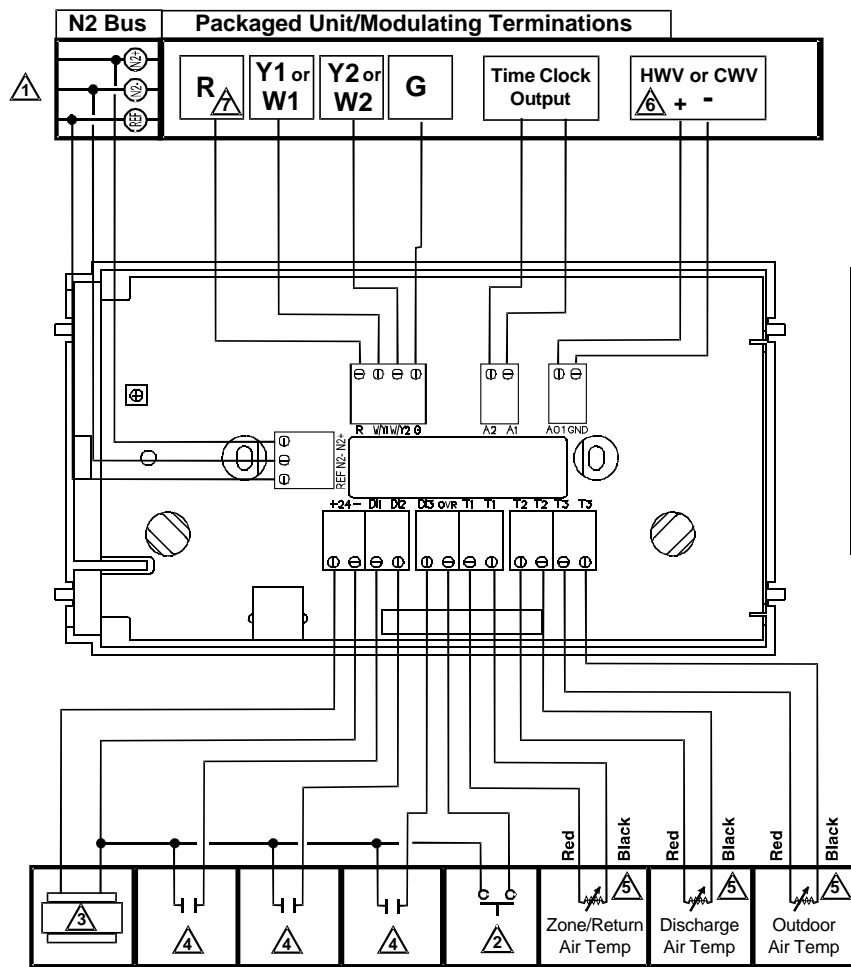 N2 Bus
Packaged Unit/Modulating Terminations
1
N2+
N2-
REF
R 7
Y1 or
W1
Y2 or
W2
G
Time Clock
Output
HWV or CWV
6 + -
R W/Y1 W/Y2 G
A2 A1
AO1 GND
REF N2- N2+
+24- DI1 DI2 DI3 OVR T1 T1 T2 T2 T3 T3
Red Black Red Black Red Black
3
4
4
4
2
5
Zone/Return
Air Temp
5
Discharge
Air Temp
5
Outdoor
Air Temp